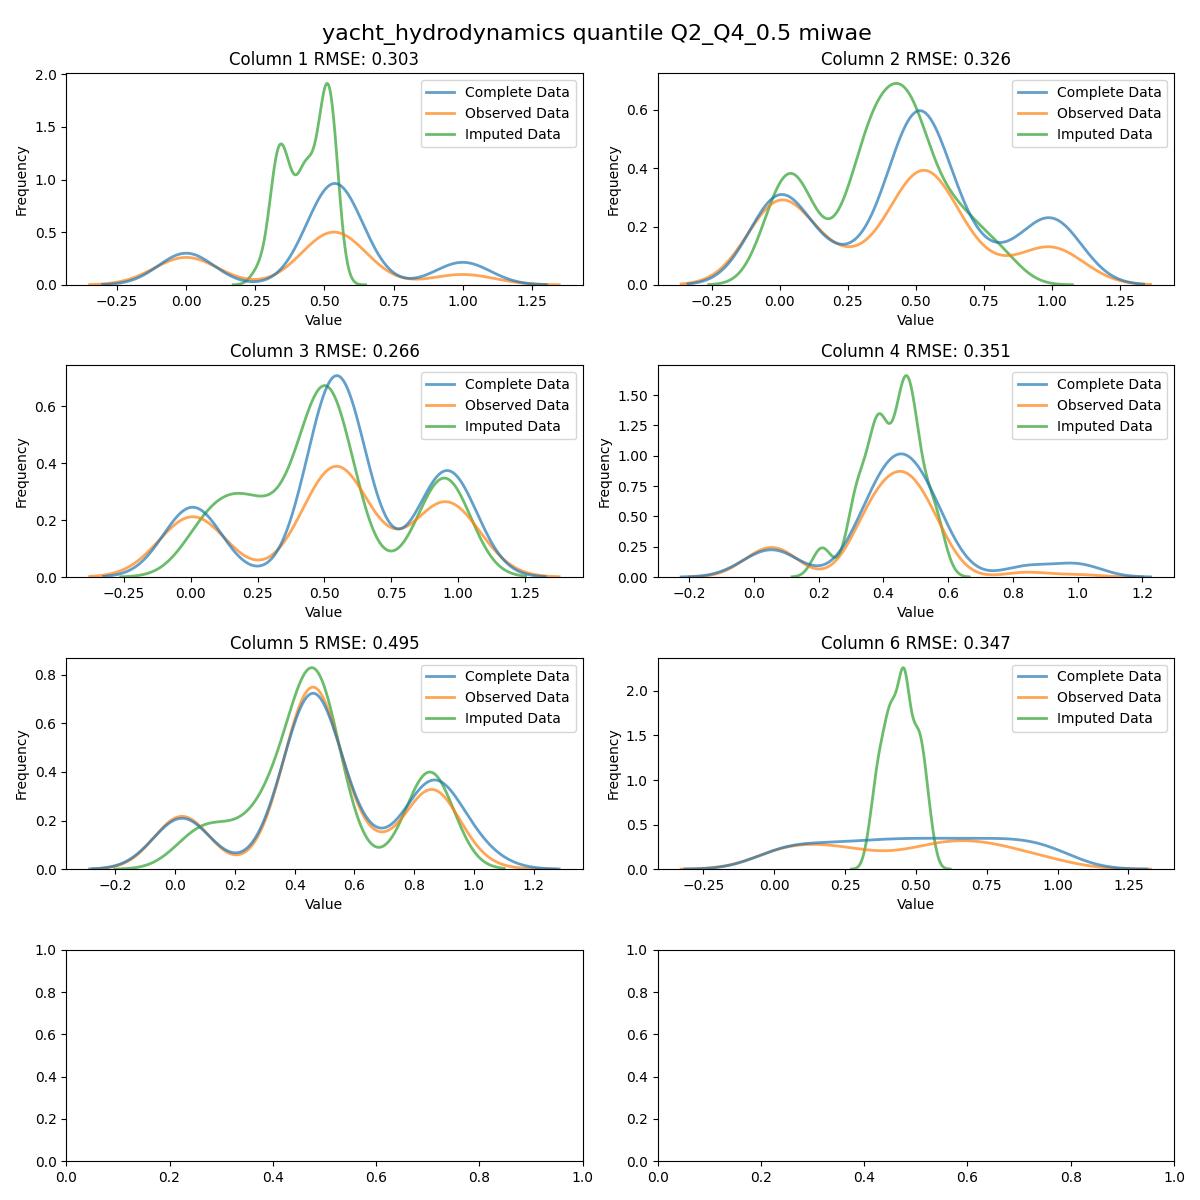 yacht_hydrodynamics quantile Q2_Q4_0.5 miwae
Column 1 RMSE: 0.303
Frequency
2.0
1.5
1.0
0.5
0.0
Complete Data
Observed Data
Imputed Data
−0.25 0.00 0.25 0.50 0.75 1.00 1.25
Value
Column 2 RMSE: 0.326
Frequency
0.6
0.4
0.2
0.0
Complete Data
Observed Data
Imputed Data
−0.25 0.00 0.25 0.50 0.75 1.00 1.25
Value
Column 3 RMSE: 0.266
Frequency
0.6
0.4
0.2
0.0
Complete Data
Observed Data
Imputed Data
−0.25 0.00 0.25 0.50 0.75 1.00 1.25
Value
Column 4 RMSE: 0.351
Frequency
1.50
1.25
1.00
0.75
0.50
0.25
0.00
Complete Data
Observed Data
Imputed Data
−0.2 0.0 0.2 0.4 0.6 0.8 1.0 1.2
Value
Column 5 RMSE: 0.495
Frequency
0.8
0.6
0.4
0.2
0.0
Complete Data
Observed Data
Imputed Data
−0.2 0.0 0.2 0.4 0.6 0.8 1.0 1.2
Value
Column 6 RMSE: 0.347
Frequency
2.0
1.5
1.0
0.5
0.0
Complete Data
Observed Data
Imputed Data
−0.25 0.00 0.25 0.50 0.75 1.00 1.25
Value
1.0
0.8
0.6
0.4
0.2
0.0
0.0 0.2 0.4 0.6 0.8 1.0
1.0
0.8
0.6
0.4
0.2
0.0
0.0 0.2 0.4 0.6 0.8 1.0